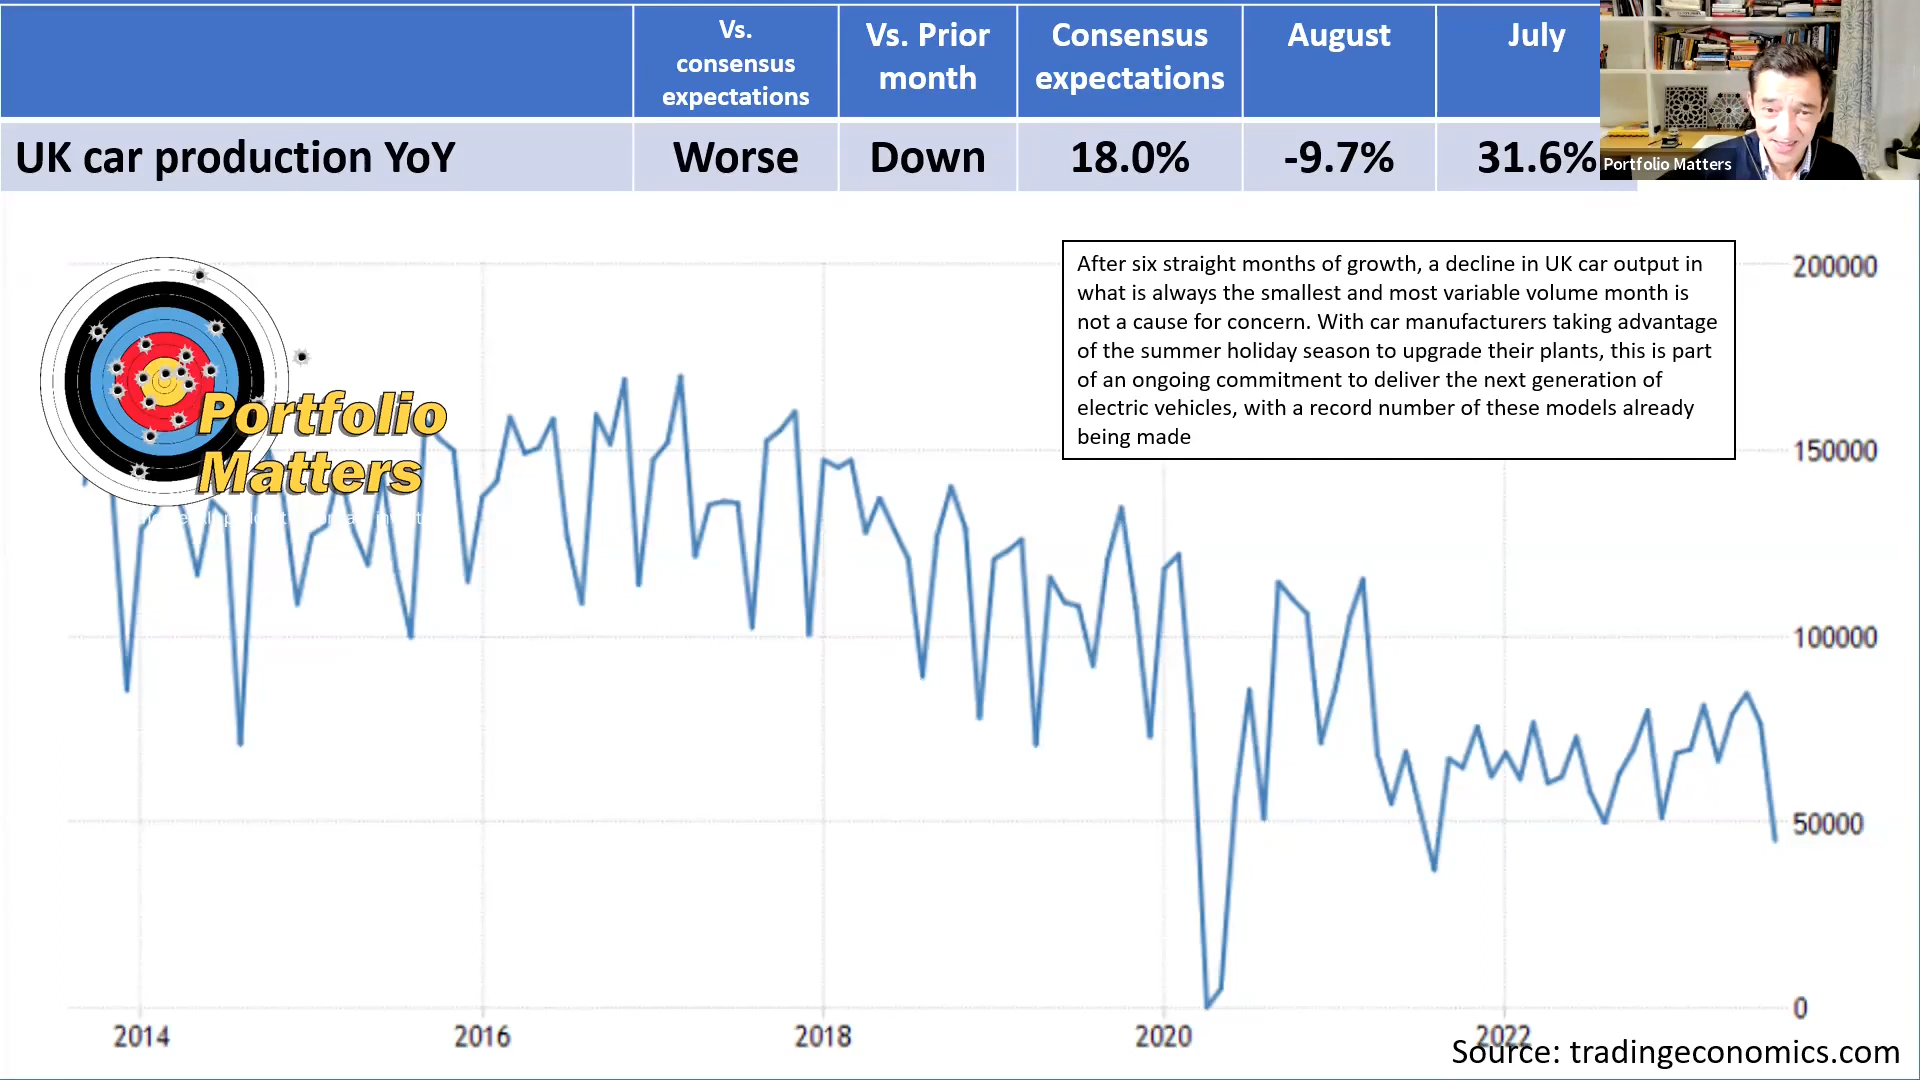 Vs.
consensus
expectations
Vs. Prior
month
Consensus
expectations
August
July
UK car production YoY
Worse
Down
18.0%
-9.7%
31.6%
Portfolio Matters
After six straight months of growth, a decline in UK car output in
what is always the smallest and most variable volume month is
not a cause for concern. With car manufacturers taking advantage
of the summer holiday season to upgrade their plants, this is part
of an ongoing commitment to deliver the next generation of
electric vehicles, with a record number of these models already
being made
Portfolio
Matters
200000
150000
100000
50000
0
2014
2016
2018
2020
2022
Source: tradingeconomics.com